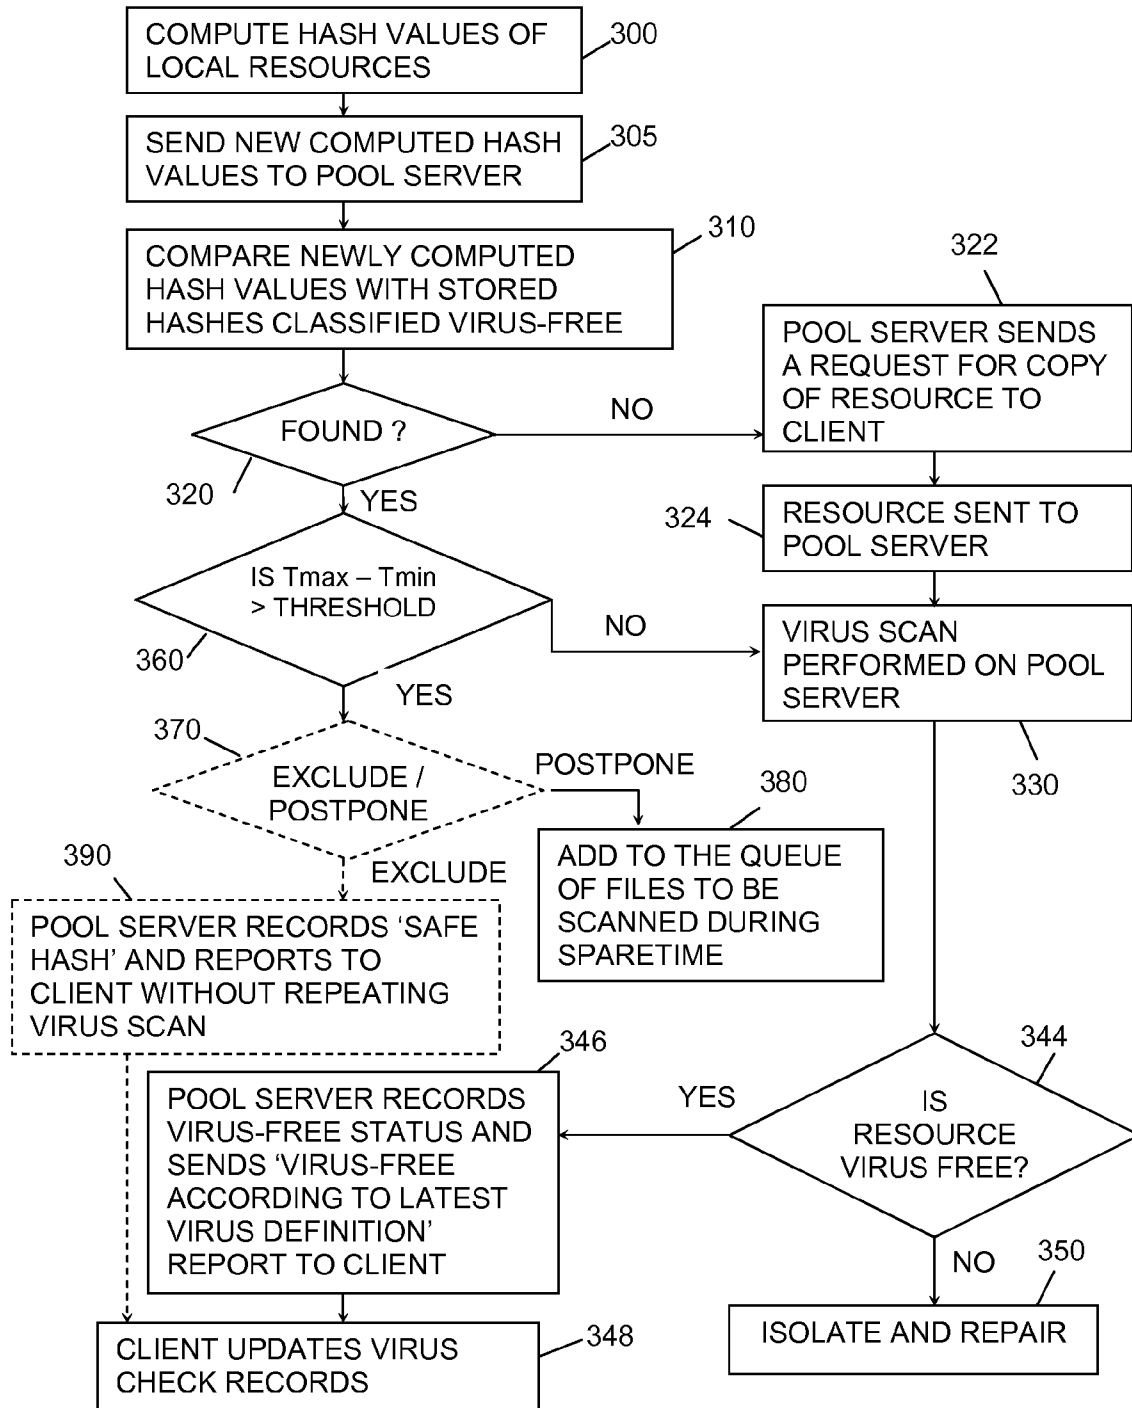 COMPUTE HASH VALUES OF
LOCAL RESOURCES
300
SEND NEW COMPUTED HASH
VALUES TO POOL SERVER
305
COMPARE NEWLY COMPUTED
HASH VALUES WITH STORED
HASHES CLASSIFIED VIRUS-FREE
310
FOUND ?
320
NO
YES
322
POOL SERVER SENDS
A REQUEST FOR COPY
OF RESOURCE TO
CLIENT
324
RESOURCE SENT TO
POOL SERVER
IS Tmax – Tmin
> THRESHOLD
360
NO
YES
VIRUS SCAN
PERFORMED ON POOL
SERVER
330
370
EXCLUDE /
POSTPONE
POSTPONE
EXCLUDE
380
ADD TO THE QUEUE
OF FILES TO BE
SCANNED DURING
SPARETIME
390
POOL SERVER RECORDS ‘SAFE
HASH’ AND REPORTS TO
CLIENT WITHOUT REPEATING
VIRUS SCAN
344
IS
RESOURCE
VIRUS FREE?
YES
NO
346
POOL SERVER RECORDS
VIRUS-FREE STATUS AND
SENDS ‘VIRUS-FREE
ACCORDING TO LATEST
VIRUS DEFINITION’
REPORT TO CLIENT
350
ISOLATE AND REPAIR
CLIENT UPDATES VIRUS
CHECK RECORDS
348